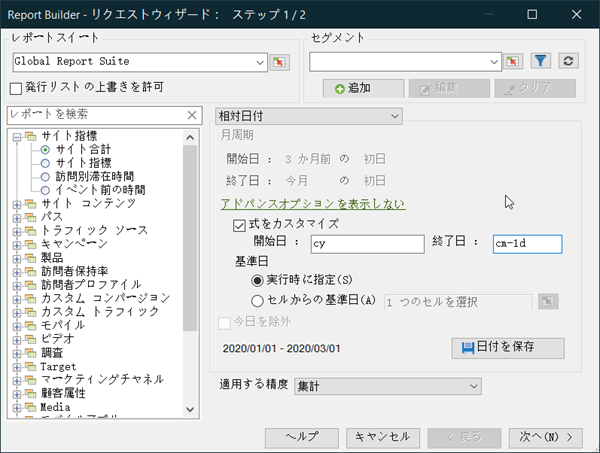 Report Builder - リクエストウィザード： ステップ 1 / 2
レポートスイート
Global Report Suite
発行リストの上書きを許可
セグメント
追加
編集
クリア
レポートを検索
サイト指標
サイト合計
サイト指標
訪問別滞在時間
イベント前の時間
サイト コンテンツ
パス
トラフィック ソース
キャンペーン
製品
訪問者保持率
訪問者プロファイル
カスタム コンバージョン
カスタム トラフィック
モバイル
ビデオ
調査
Target
マーケティングチャネル
顧客属性
Media
相対日付
月周期
開始日 : 3 か月前 の 初日
終了日 : 今月 の 初日
アドバンスオプションを表示しない
式をカスタマイズ
開始日 : cy 終了日 : cm-1d
基準日
実行時に指定(S)
セルからの基準日(A) 1 つのセルを選択
今日を除外
2020/01/01 - 2020/03/01
日付を保存
適用する精度 集計
ヘルプ
キャンセル
< 戻る
次へ(N) >